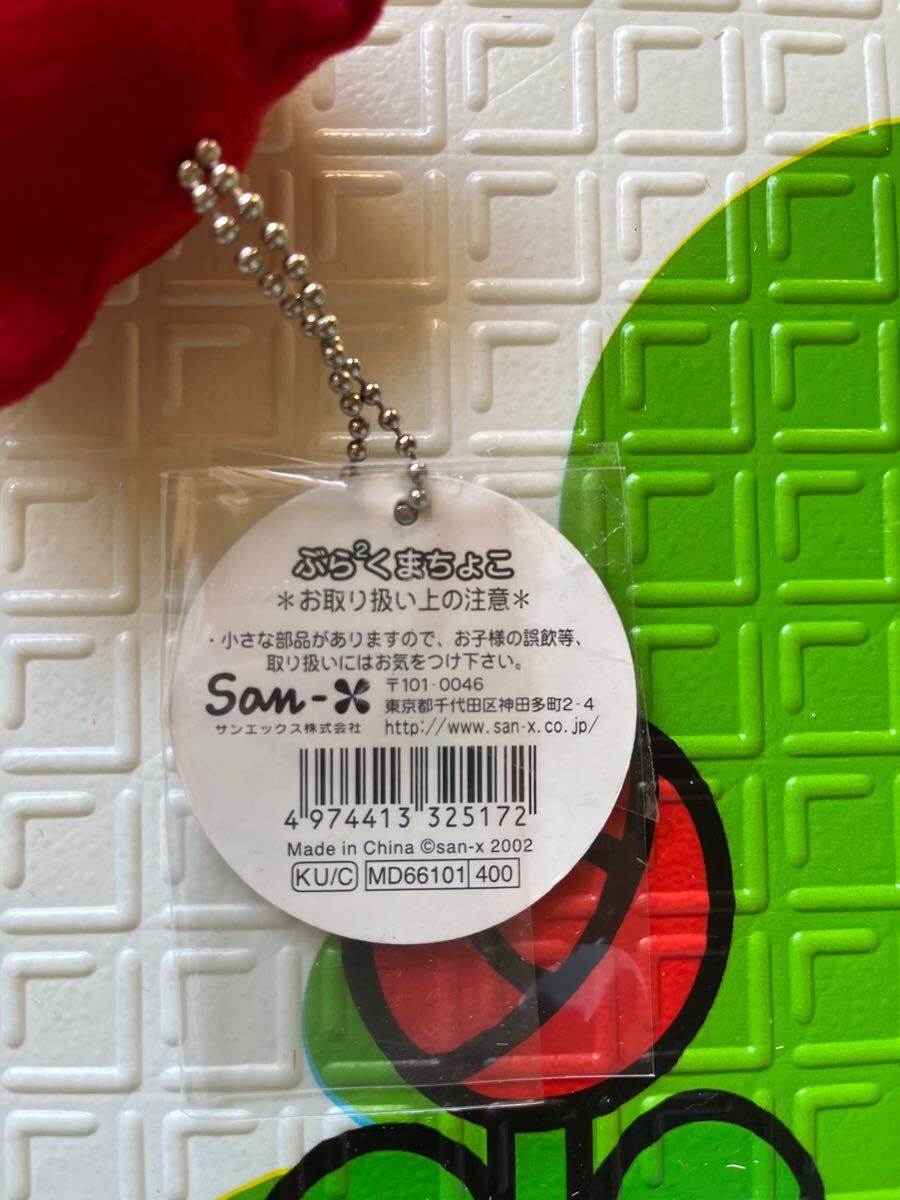 ぶら²くまちょこ
＊お取り扱い上の注意＊
・小さな部品がありますので、お子様の誤飲等、
取り扱いにはお気をつけ下さい。
San-X
サンエックス株式会社
〒101-0046
東京都千代田区神田多町2-4
http://www.san-x.co.jp/
4 974413 325172
Made in China ©san-x 2002
KU/C MD66101 400